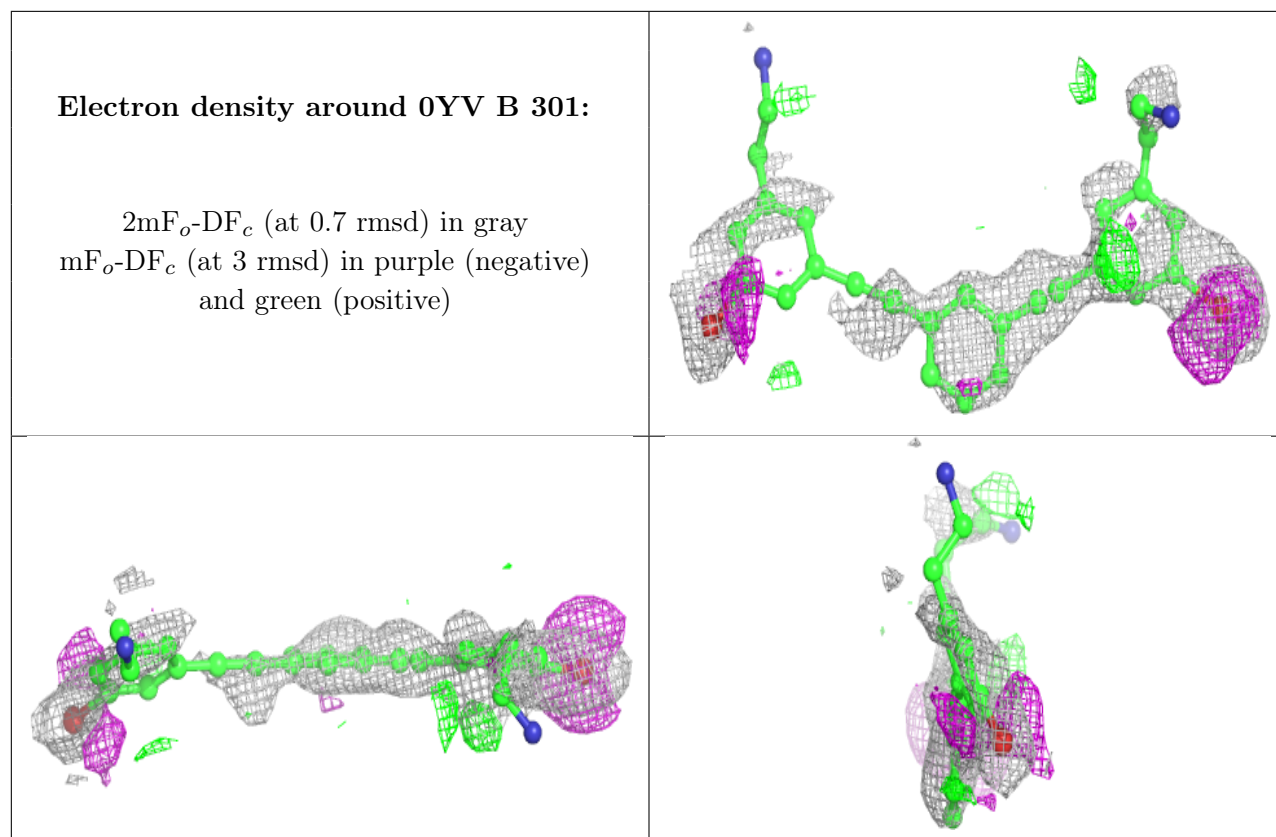 Electron density around 0YV B 301:
2mFₒ-DF𝒸 (at 0.7 rmsd) in gray
mFₒ-DF𝒸 (at 3 rmsd) in purple (negative)
and green (positive)